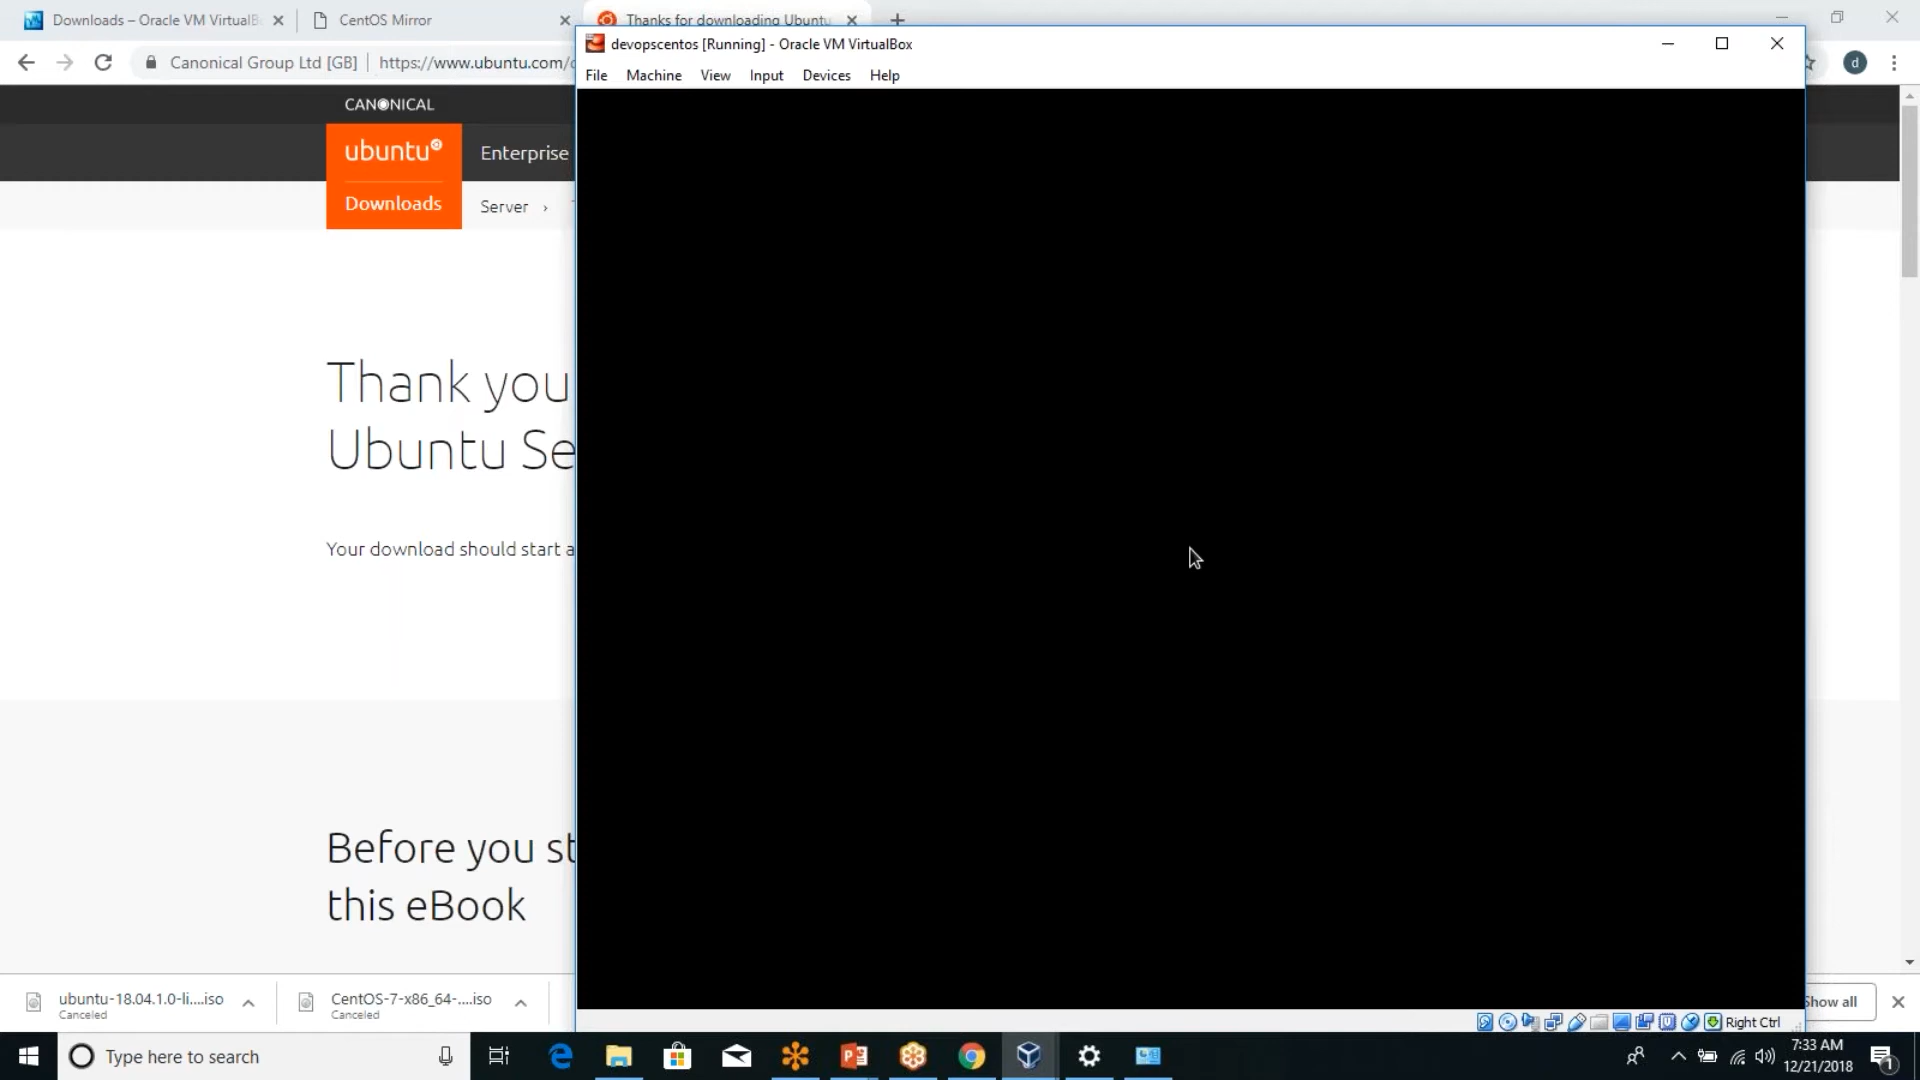 Downloads – Oracle VM VirtualB
CentOS Mirror
Thanks for downloading Ubuntu
Canonical Group Ltd [GB]
https://www.ubuntu.com/
d
devopscentos [Running] - Oracle VM VirtualBox
File Machine View Input Devices Help
CANONICAL
ubuntu
Enterprise
Downloads
Server ›
Thank you
Ubuntu Se
Your download should start a
Before you st
this eBook
ubuntu-18.04.1.0-li....iso
Canceled
CentOS-7-x86_64-....iso
Canceled
Show all
Right Ctrl
Type here to search
7:33 AM
12/21/2018
1